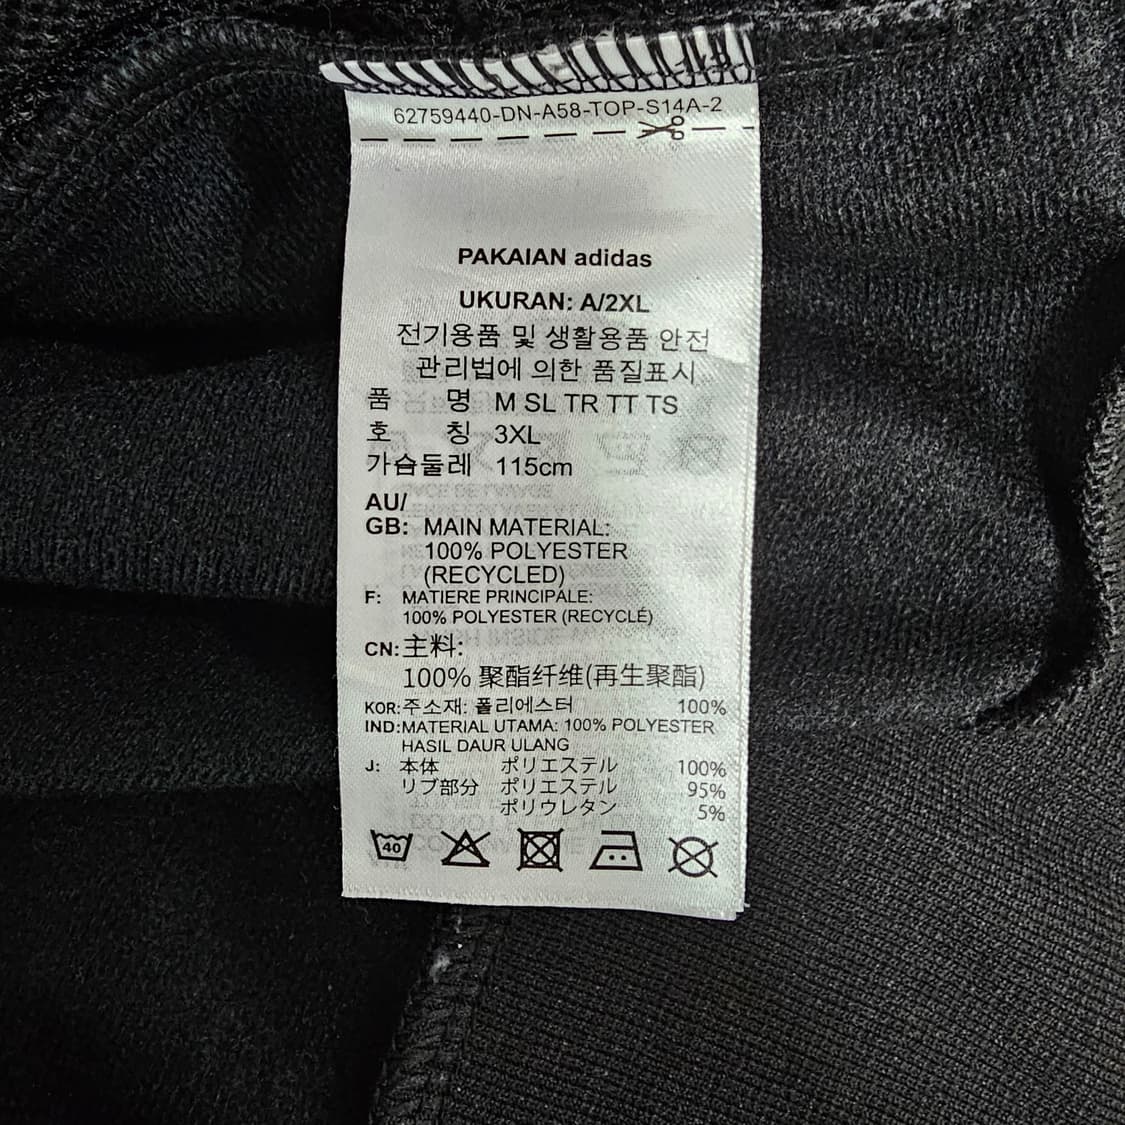 62759440-DN-A58-TOP-S14A-2
PAKAIAN adidas
UKURAN: A/2XL
전기용품 및 생활용품 안전
관리법에 의한 품질표시
품 명 M SL TR TT TS
호 칭 3XL
가슴둘레 115cm
AU/
GB: MAIN MATERIAL:
100% POLYESTER
(RECYCLED)
F: MATIERE PRINCIPALE:
100% POLYESTER (RECYCLÉ)
CN: 主料:
100% 聚酯纤维(再生聚酯)
KOR: 주소재: 폴리에스터 100%
IND: MATERIAL UTAMA: 100% POLYESTER
HASIL DAUR ULANG
J: 本体 ポリエステル 100%
リブ部分 ポリエステル 95%
ポリウレタン 5%
40